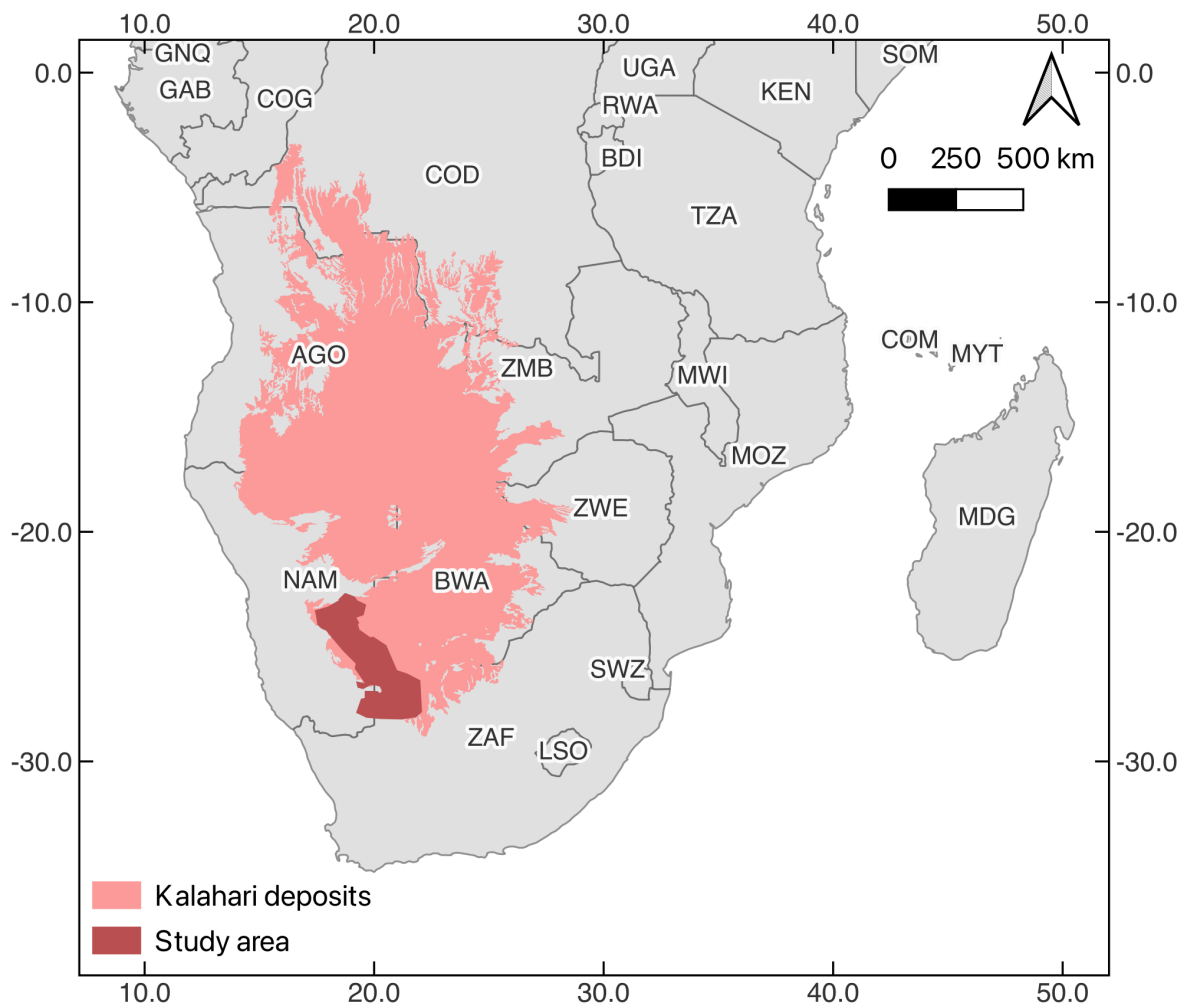 10.0 20.0 30.0 40.0 50.0
GNQ SOM
0.0 UGA 0.0
GAB COG KEN
RWA
BDI 0 250 500 km
COD
TZA
-10.0 -10.0
COM MYT
AGO ZMB MWI
MOZ
ZWE MDG
-20.0 -20.0
NAM BWA
SWZ
ZAF LSO
-30.0 -30.0
Kalahari deposits
Study area
10.0 20.0 30.0 40.0 50.0